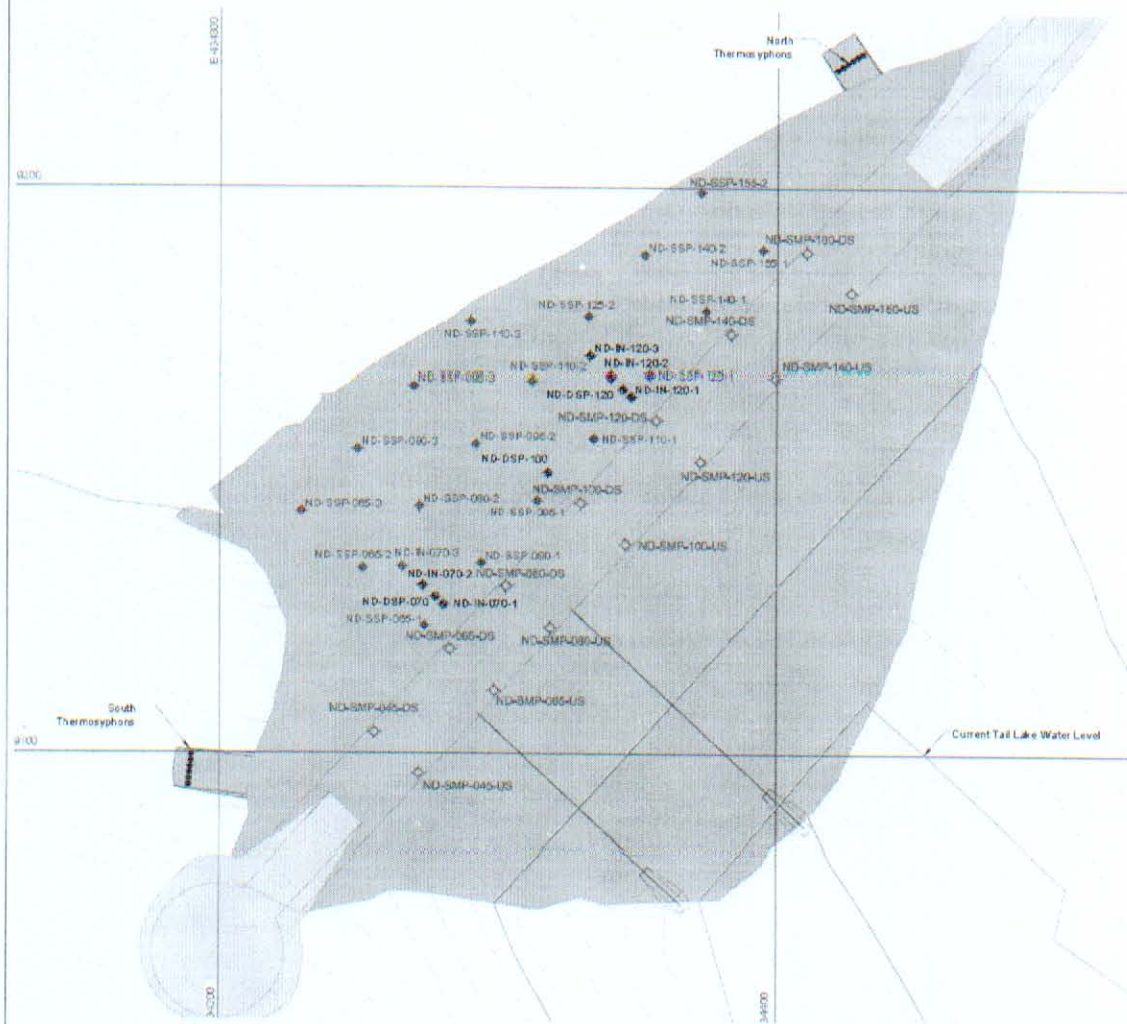 North
Thermosyphons
9200
ND-SSP-155-2
ND-SMP-160-DS
ND-SSP-140-2
ND-SSP-155-1
ND-SMP-160-US
ND-SSP-125-2
ND-SSP-140-1
ND-SSP-110-3
ND-SMP-140-DS
ND-IN-120-3
ND-SSP-110-2
ND-IN-120-2
ND-SSP-125-1
ND-SMP-140-US
ND-DSP-120
ND-IN-120-1
ND-SMP-120-DS
ND-SSP-080-3
ND-SSP-095-2
ND-SSP-110-1
ND-DSP-100
ND-SMP-120-US
ND-SMP-100-DS
ND-SSP-065-3
ND-SSP-080-2
ND-SSP-095-1
ND-SMP-100-US
ND-SSP-065-2
ND-IN-070-3
ND-SSP-080-1
ND-IN-070-2
ND-SMP-080-DS
ND-DSP-070
ND-IN-070-1
ND-SSP-065-1
ND-SMP-065-DS
ND-SMP-080-US
ND-SMP-065-US
South
Thermosyphons
ND-SMP-045-DS
9100
Current Tail Lake Water Level
ND-SMP-045-US